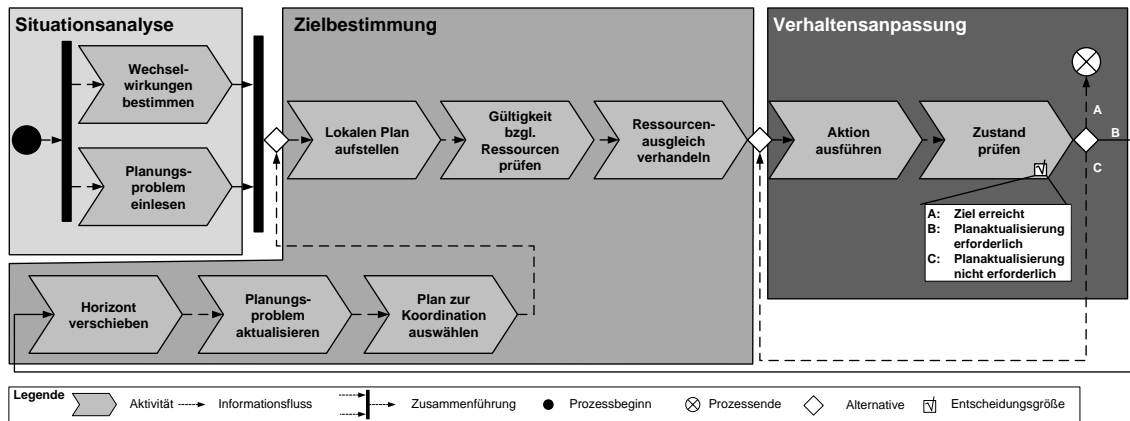 Situationsanalyse
Wechsel-
wirkungen
bestimmen
Planungs-
problem
einlesen
Zielbestimmung
Lokalen Plan
aufstellen
Gültigkeit
bzgl.
Ressourcen
prüfen
Ressourcen-
ausgleich
verhandeln
Horizont
verschieben
Planungs-
problem
aktualisieren
Plan zur
Koordination
auswählen
Verhaltensanpassung
Aktion
ausführen
Zustand
prüfen
A
B
C
A: Ziel erreicht
B: Planaktualisierung
erforderlich
C: Planaktualisierung
nicht erforderlich
Legende
Aktivität
Informationsfluss
Zusammenführung
Prozessbeginn
Prozessende
Alternative
Entscheidungsgröße